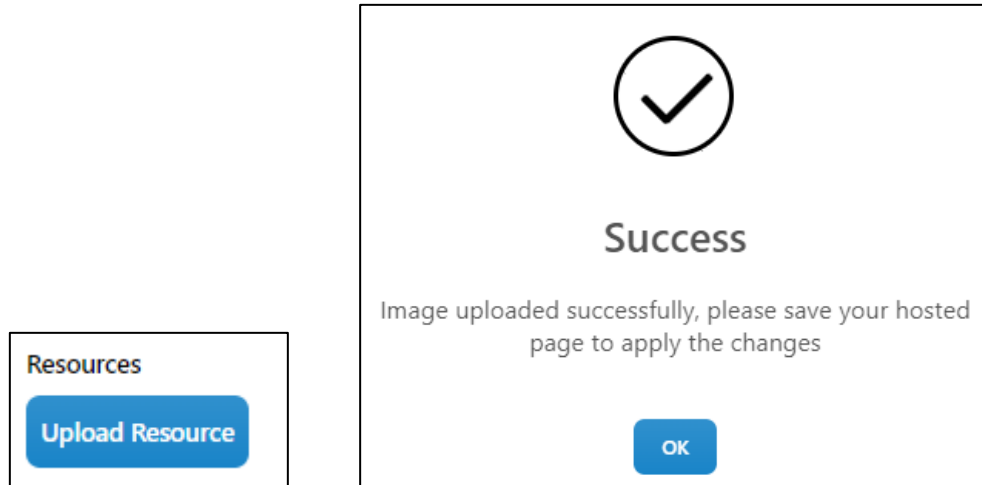 Resources
Upload Resource
Success
Image uploaded successfully, please save your hosted
page to apply the changes
OK